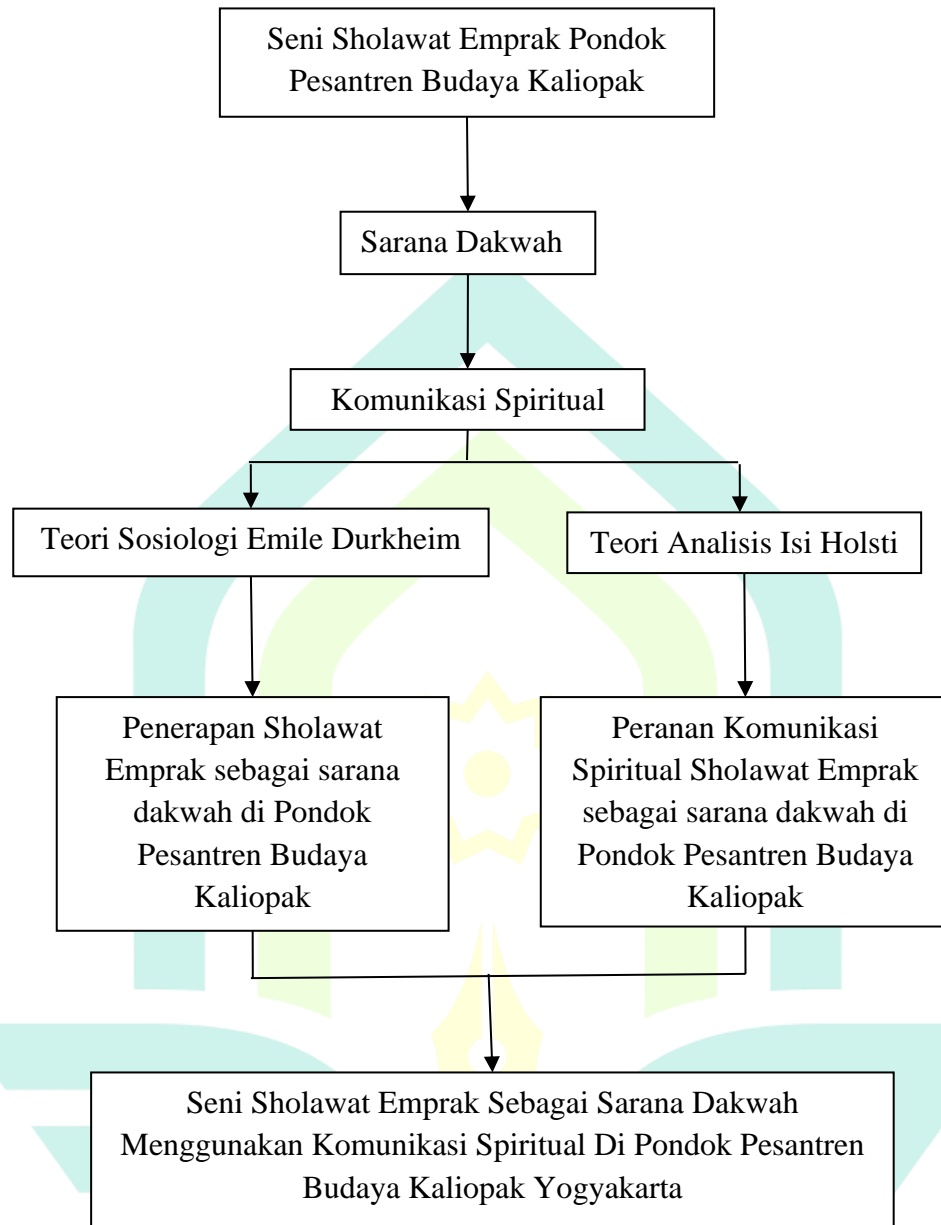 Seni Sholawat Emprak Pondok
Pesantren Budaya Kaliopak
Sarana Dakwah
Komunikasi Spiritual
Teori Sosiologi Emile Durkheim
Teori Analisis Isi Holsti
Penerapan Sholawat
Emprak sebagai sarana
dakwah di Pondok
Pesantren Budaya
Kaliopak
Peranan Komunikasi
Spiritual Sholawat Emprak
sebagai sarana dakwah di
Pondok Pesantren Budaya
Kaliopak
Seni Sholawat Emprak Sebagai Sarana Dakwah
Menggunakan Komunikasi Spiritual Di Pondok Pesantren
Budaya Kaliopak Yogyakarta